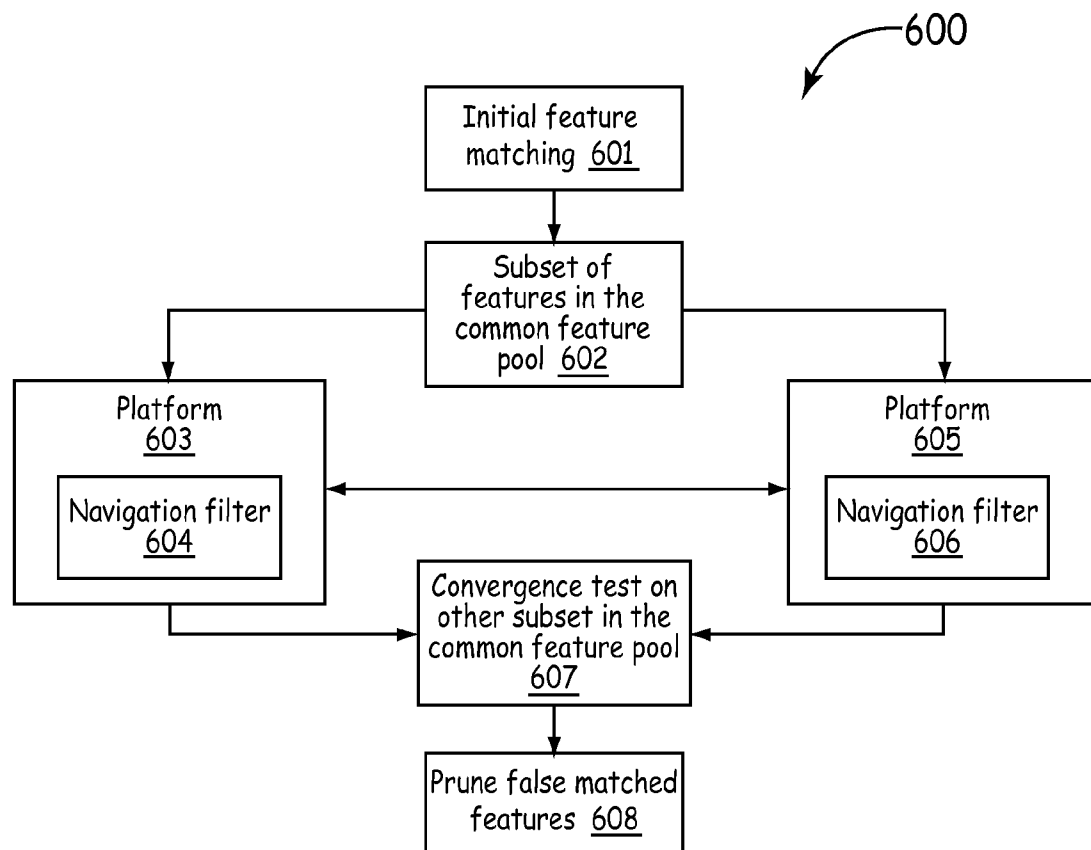 600
Initial feature
matching 601
Subset of
features in the
common feature
pool 602
Platform
603
Navigation filter
604
Platform
605
Navigation filter
606
Convergence test on
other subset in the
common feature pool
607
Prune false matched
features 608